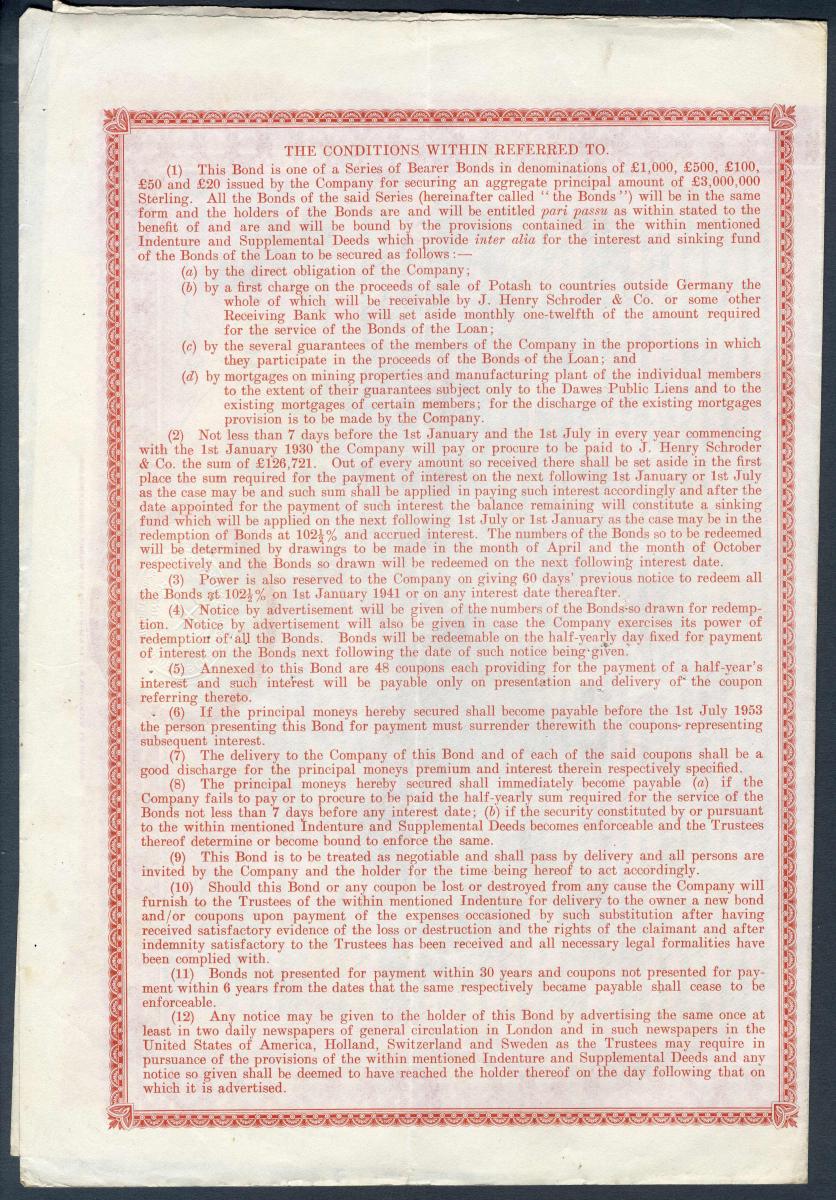 THE CONDITIONS WITHIN REFERRED TO.
(1) This Bond is one of a Series of Bearer Bonds in denominations of £1,000, £500, £100,
£50 and £20 issued by the Company for securing an aggregate principal amount of £3,000,000
Sterling. All the Bonds of the said Series (hereinafter called "the Bonds") will be in the same
form and the holders of the Bonds are and will be entitled pari passu as within stated to the
benefit of and are and will be bound by the provisions contained in the within mentioned
Indenture and Supplemental Deeds which provide inter alia for the interest and sinking fund
of the Bonds of the Loan to be secured as follows:—
(a) by the direct obligation of the Company;
(b) by a first charge on the proceeds of sale of Potash to countries outside Germany the
whole of which will be receivable by J. Henry Schroder & Co. or some other
Receiving Bank who will set aside monthly one-twelfth of the amount required
for the service of the Bonds of the Loan;
(c) by the several guarantees of the members of the Company in the proportions in which
they participate in the proceeds of the Bonds of the Loan; and
(d) by mortgages on mining properties and manufacturing plant of the individual members
to the extent of their guarantees subject only to the Dawes Public Liens and to the
existing mortgages of certain members; for the discharge of the existing mortgages
provision is to be made by the Company.
(2) Not less than 7 days before the 1st January and the 1st July in every year commencing
with the 1st January 1930 the Company will pay or procure to be paid to J. Henry Schroder
& Co. the sum of £126,721. Out of every amount so received there shall be set aside in the first
place the sum required for the payment of interest on the next following 1st January or 1st July
as the case may be and such sum shall be applied in paying such interest accordingly and after the
date appointed for the payment of such interest the balance remaining will constitute a sinking
fund which will be applied on the next following 1st July or 1st January as the case may be in the
redemption of Bonds at 102½% and accrued interest. The numbers of the Bonds so to be redeemed
will be determined by drawings to be made in the month of April and the month of October
respectively and the Bonds so drawn will be redeemed on the next following interest date.
(3) Power is also reserved to the Company on giving 60 days' previous notice to redeem all
the Bonds at 102½% on 1st January 1941 or on any interest date thereafter.
(4) Notice by advertisement will be given of the numbers of the Bonds so drawn for redemp-
tion. Notice by advertisement will also be given in case the Company exercises its power of
redemption of all the Bonds. Bonds will be redeemable on the half-yearly day fixed for payment
of interest on the Bonds next following the date of such notice being given.
(5) Annexed to this Bond are 48 coupons each providing for the payment of a half-year's
interest and such interest will be payable only on presentation and delivery of the coupon
referring thereto.
(6) If the principal moneys hereby secured shall become payable before the 1st July 1953
the person presenting this Bond for payment must surrender therewith the coupons representing
subsequent interest.
(7) The delivery to the Company of this Bond and of each of the said coupons shall be a
good discharge for the principal moneys premium and interest therein respectively specified.
(8) The principal moneys hereby secured shall immediately become payable (a) if the
Company fails to pay or to procure to be paid the half-yearly sum required for the service of the
Bonds not less than 7 days before any interest date; (b) if the security constituted by or pursuant
to the within mentioned Indenture and Supplemental Deeds becomes enforceable and the Trustees
thereof determine or become bound to enforce the same.
(9) This Bond is to be treated as negotiable and shall pass by delivery and all persons are
invited by the Company and the holder for the time being hereof to act accordingly.
(10) Should this Bond or any coupon be lost or destroyed from any cause the Company will
furnish to the Trustees of the within mentioned Indenture for delivery to the owner a new bond
and/or coupons upon payment of the expenses occasioned by such substitution after having
received satisfactory evidence of the loss or destruction and the rights of the claimant and after
indemnity satisfactory to the Trustees has been received and all necessary legal formalities have
been complied with.
(11) Bonds not presented for payment within 30 years and coupons not presented for pay-
ment within 6 years from the dates that the same respectively became payable shall cease to be
enforceable.
(12) Any notice may be given to the holder of this Bond by advertising the same once at
least in two daily newspapers of general circulation in London and in such newspapers in the
United States of America, Holland, Switzerland and Sweden as the Trustees may require in
pursuance of the provisions of the within mentioned Indenture and Supplemental Deeds and any
notice so given shall be deemed to have reached the holder thereof on the day following that on
which it is advertised.